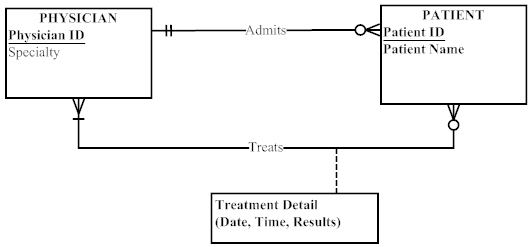 PHYSICIAN
Physician ID
Specialty
Admits
PATIENT
Patient ID
Patient Name
Treats
Treatment Detail
(Date, Time, Results)